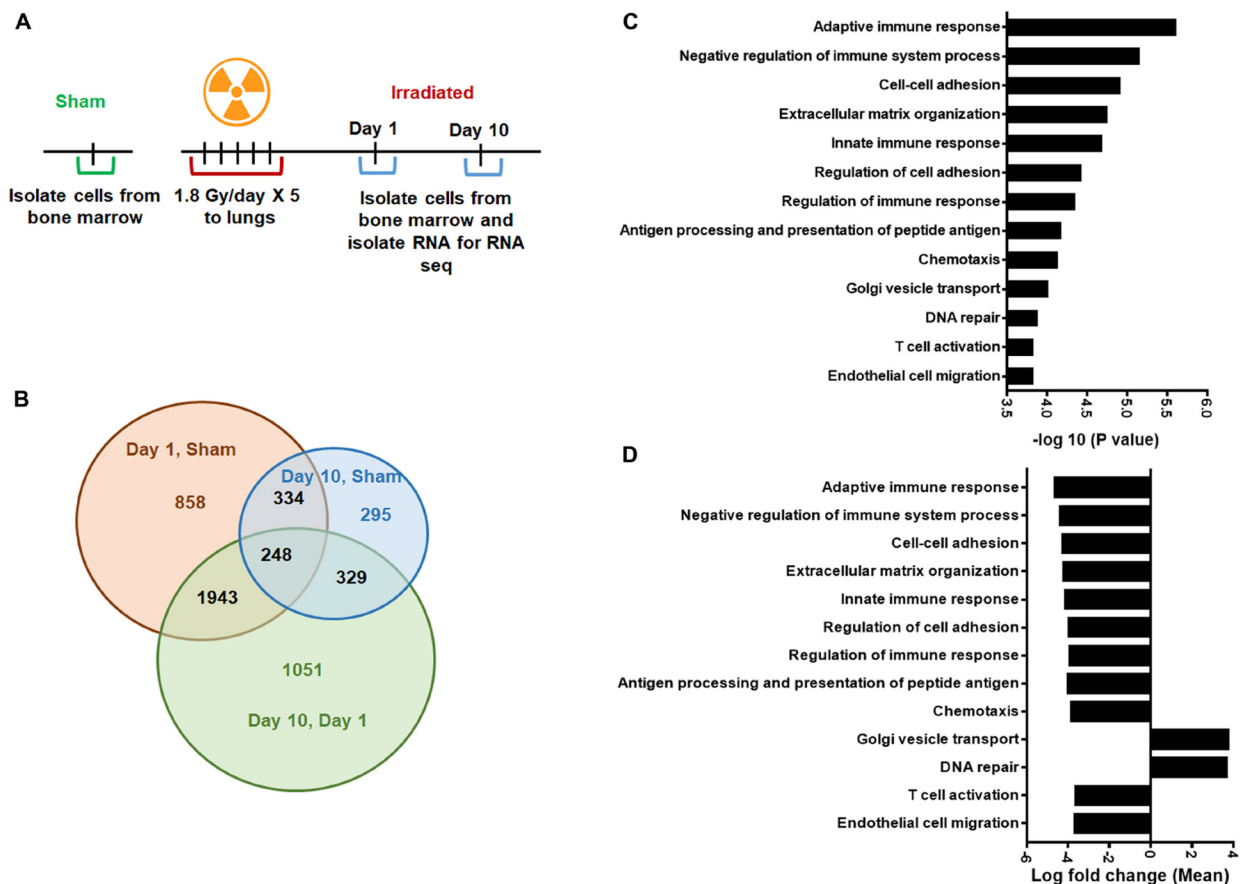 A
Sham
Irradiated
Day 1
Day 10
Isolate cells from
bone marrow
1.8 Gy/day X 5
to lungs
Isolate cells from
bone marrow and
isolate RNA for RNA
seq
B
Day 1, Sham
Day 10, Sham
858
334
295
248
329
1943
1051
Day 10, Day 1
C
Adaptive immune response
Negative regulation of immune system process
Cell-cell adhesion
Extracellular matrix organization
Innate immune response
Regulation of cell adhesion
Regulation of immune response
Antigen processing and presentation of peptide antigen
Chemotaxis
Golgi vesicle transport
DNA repair
T cell activation
Endothelial cell migration
3.5 4.0 4.5 5.0 5.5 6.0
-log 10 (P value)
D
Adaptive immune response
Negative regulation of immune system process
Cell-cell adhesion
Extracellular matrix organization
Innate immune response
Regulation of cell adhesion
Regulation of immune response
Antigen processing and presentation of peptide antigen
Chemotaxis
Golgi vesicle transport
DNA repair
T cell activation
Endothelial cell migration
-6 -4 -2 0 2 4
Log fold change (Mean)